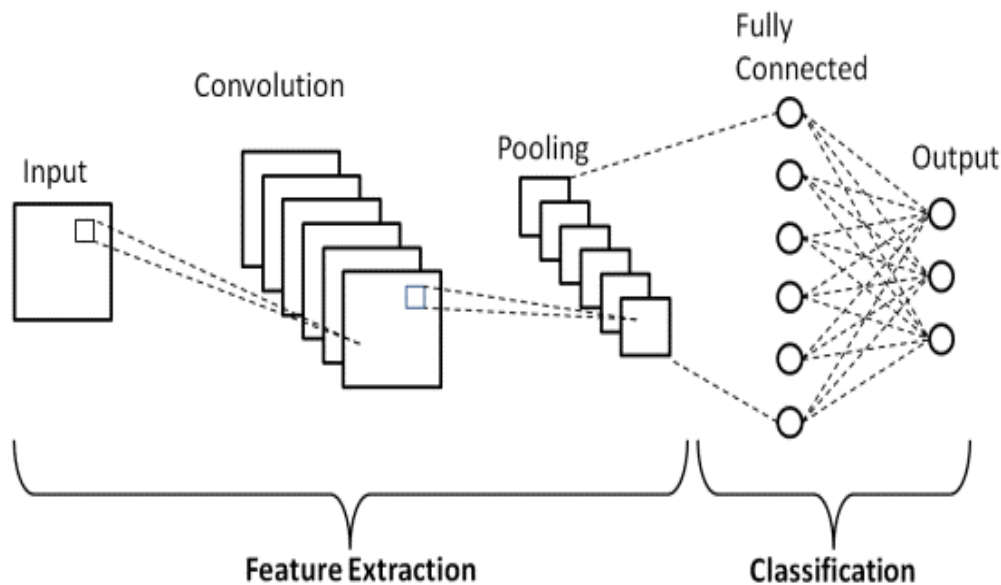 Input
Convolution
Pooling
Fully
Connected
Output
Feature Extraction
Classification